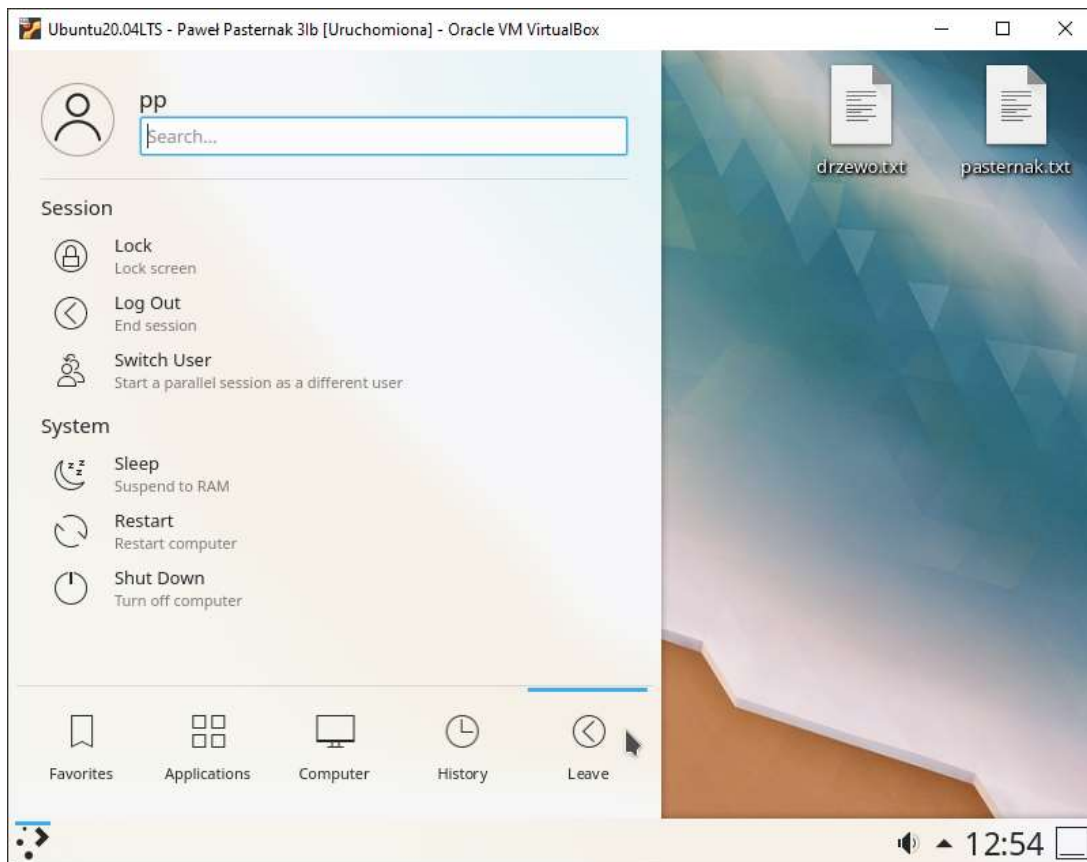 Ubuntu20.04LTS - Paweł Pasternak 3lb [Uruchomiona] - Oracle VM VirtualBox
pp
Search...
drzewo.txt
pasternak.txt
Session
Lock
Lock screen
Log Out
End session
Switch User
Start a parallel session as a different user
System
Sleep
Suspend to RAM
Restart
Restart computer
Shut Down
Turn off computer
Favorites
Applications
Computer
History
Leave
12:54